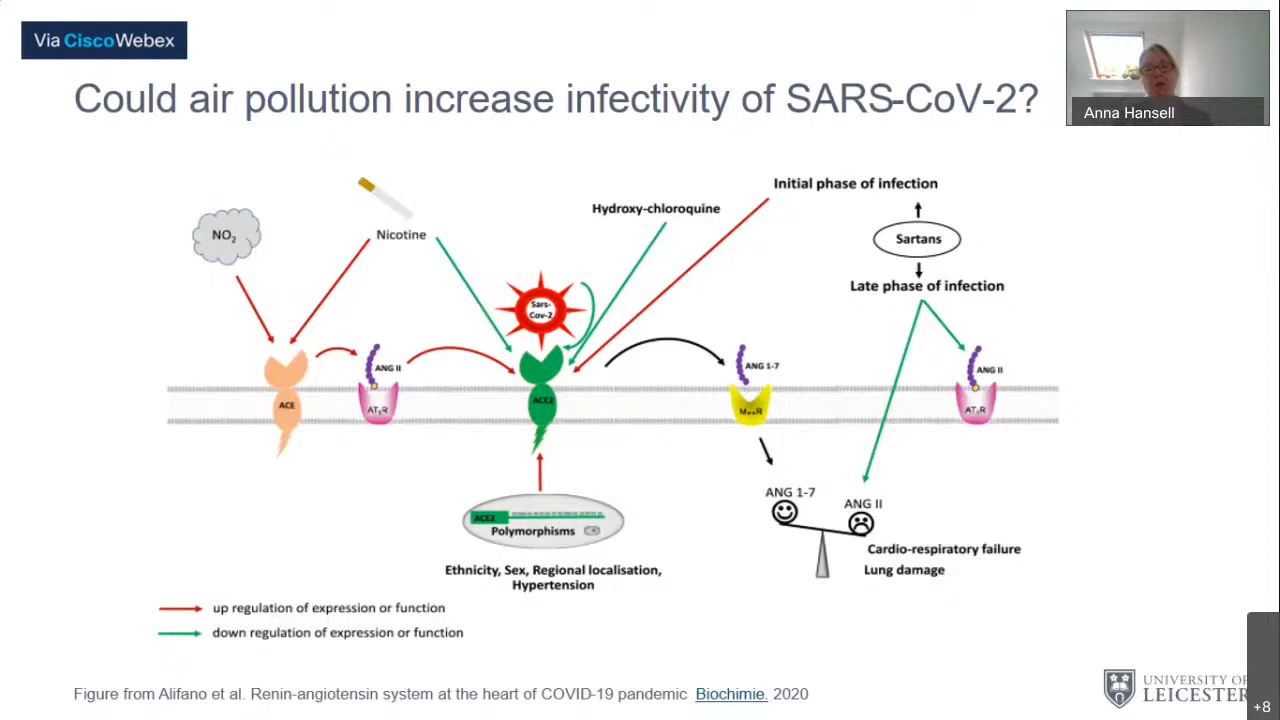 Via CiscoWebex
Could air pollution increase infectivity of SARS-CoV-2?
Anna Hansell
Initial phase of infection
Hydroxy-chloroquine
NO2
Nicotine
Sartans
Late phase of infection
Sars-
Cov-2
ANG II
ANG 1-7
ANG II
ACE
AT1R
ACE2
AT1R
ANG 1-7
ANG II
ACE2
Polymorphisms
Cardio-respiratory failure
Lung damage
Ethnicity, Sex, Regional localisation,
Hypertension
up regulation of expression or function
down regulation of expression or function
Figure from Alifano et al. Renin-angiotensin system at the heart of COVID-19 pandemic Biochimie. 2020
UNIVERSITY OF
LEICESTER
+8